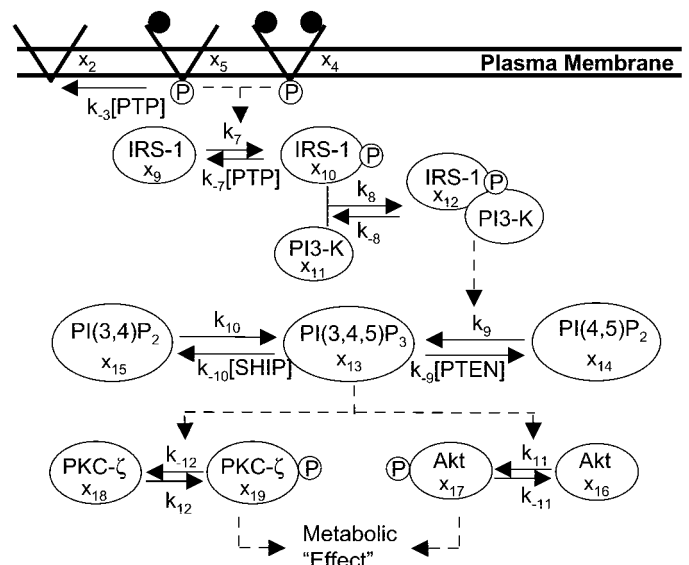 x2 x5 x4 Plasma Membrane
P P
k-3[PTP]
k7
IRS-1 IRS-1 P
x9 x10
k-7[PTP]
IRS-1 P
x12
k8
k-8 PI3-K
PI3-K
x11
k10 k9
PI(3,4)P2 PI(3,4,5)P3 PI(4,5)P2
x15 k-10[SHIP] x13 k-9[PTEN] x14
k-12 k11
PKC-ζ PKC-ζ P P Akt Akt
x18 x19 x17 x16
k12 k-11
Metabolic
"Effect"